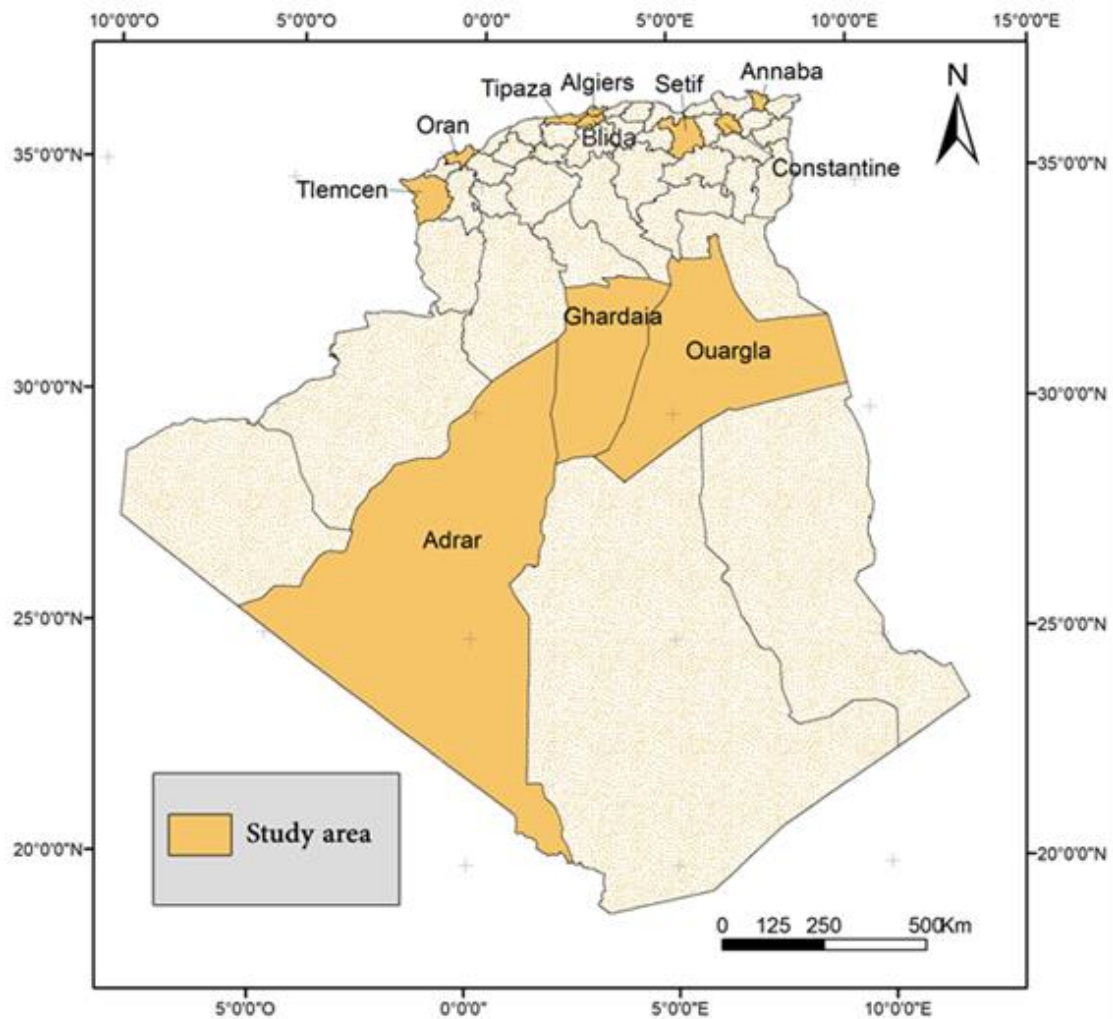 10°0'0"O 5°0'0"O 0°0'0" 5°0'0"E 10°0'0"E 15°0'0"E
N
Annaba
Algiers
Setif
Tipaza
Oran
Blida
35°0'0"N
35°0'0"N
Constantine
Tlemcen
Ghardaia
Ouargla
30°0'0"N
30°0'0"N
Adrar
25°0'0"N
25°0'0"N
Study area
20°0'0"N
20°0'0"N
0 125 250 500Km
5°0'0"O 0°0'0" 5°0'0"E 10°0'0"E